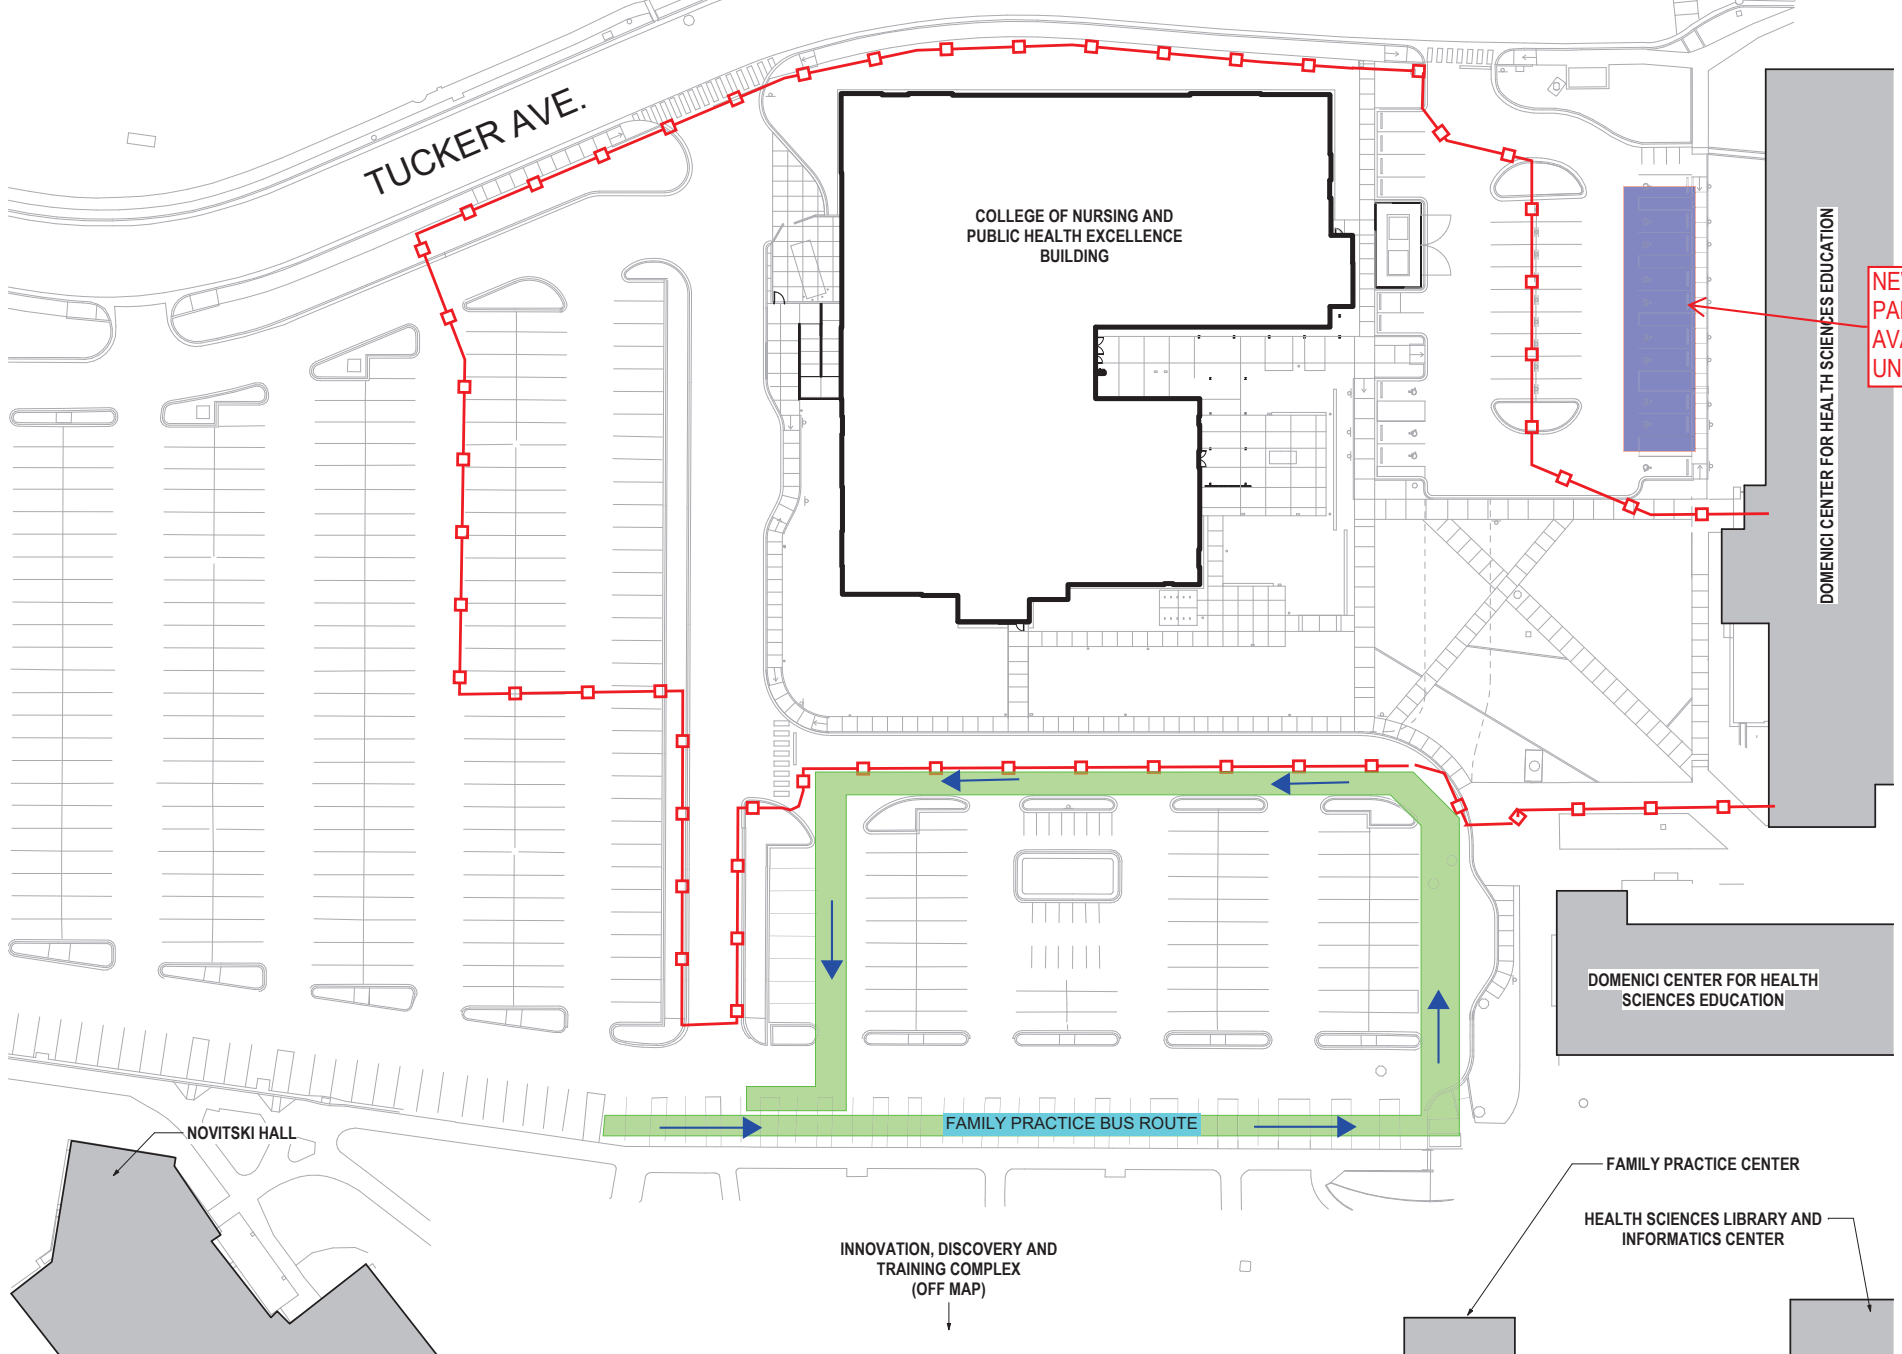 TUCKER AVE.
COLLEGE OF NURSING AND
PUBLIC HEALTH EXCELLENCE
BUILDING
DOMENICI CENTER FOR HEALTH SCIENCES EDUCATION
DOMENICI CENTER FOR HEALTH
SCIENCES EDUCATION
FAMILY PRACTICE BUS ROUTE
NOVITSKI HALL
FAMILY PRACTICE CENTER
HEALTH SCIENCES LIBRARY AND
INFORMATICS CENTER
INNOVATION, DISCOVERY AND
TRAINING COMPLEX
(OFF MAP)